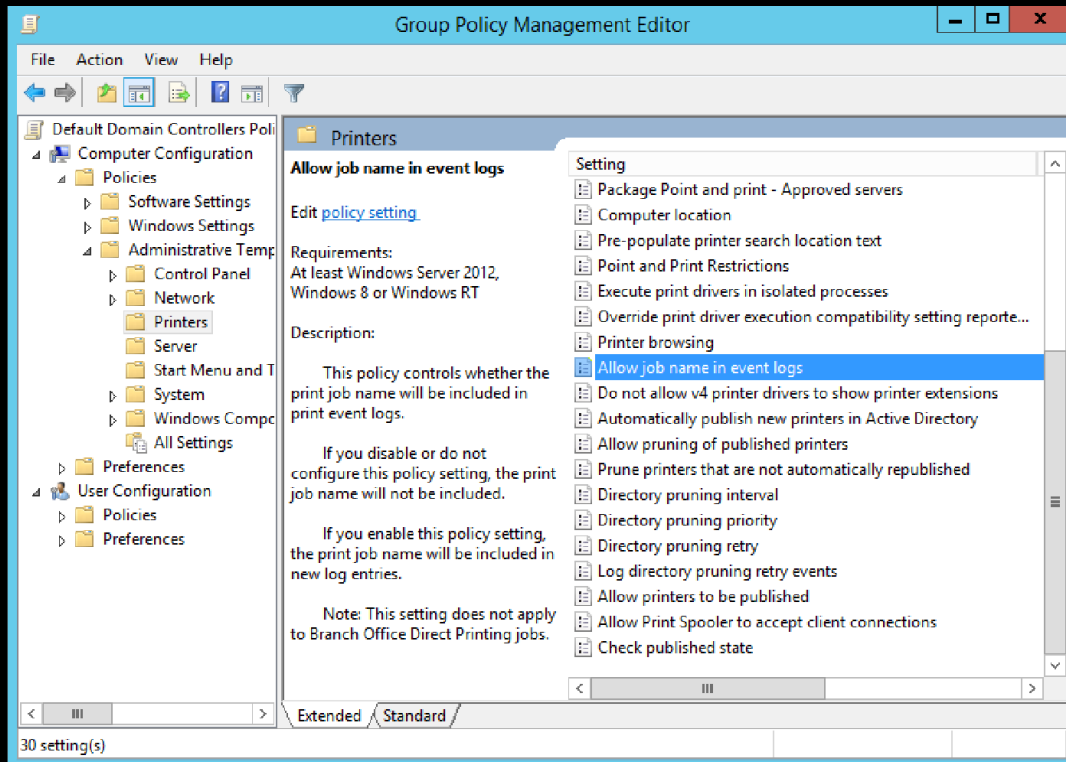 Group Policy Management Editor
File Action View Help
Default Domain Controllers Poli
Computer Configuration
Policies
Software Settings
Windows Settings
Administrative Temp
Control Panel
Network
Printers
Server
Start Menu and T
System
Windows Compc
All Settings
Preferences
User Configuration
Policies
Preferences
Printers
Allow job name in event logs
Edit policy setting
Requirements:
At least Windows Server 2012,
Windows 8 or Windows RT
Description:
This policy controls whether the
print job name will be included in
print event logs.
If you disable or do not
configure this policy setting, the print
job name will not be included.
If you enable this policy setting,
the print job name will be included in
new log entries.
Note: This setting does not apply
to Branch Office Direct Printing jobs.
Setting
Package Point and print - Approved servers
Computer location
Pre-populate printer search location text
Point and Print Restrictions
Execute print drivers in isolated processes
Override print driver execution compatibility setting reporte...
Printer browsing
Allow job name in event logs
Do not allow v4 printer drivers to show printer extensions
Automatically publish new printers in Active Directory
Allow pruning of published printers
Prune printers that are not automatically republished
Directory pruning interval
Directory pruning priority
Directory pruning retry
Log directory pruning retry events
Allow printers to be published
Allow Print Spooler to accept client connections
Check published state
Extended Standard
30 setting(s)